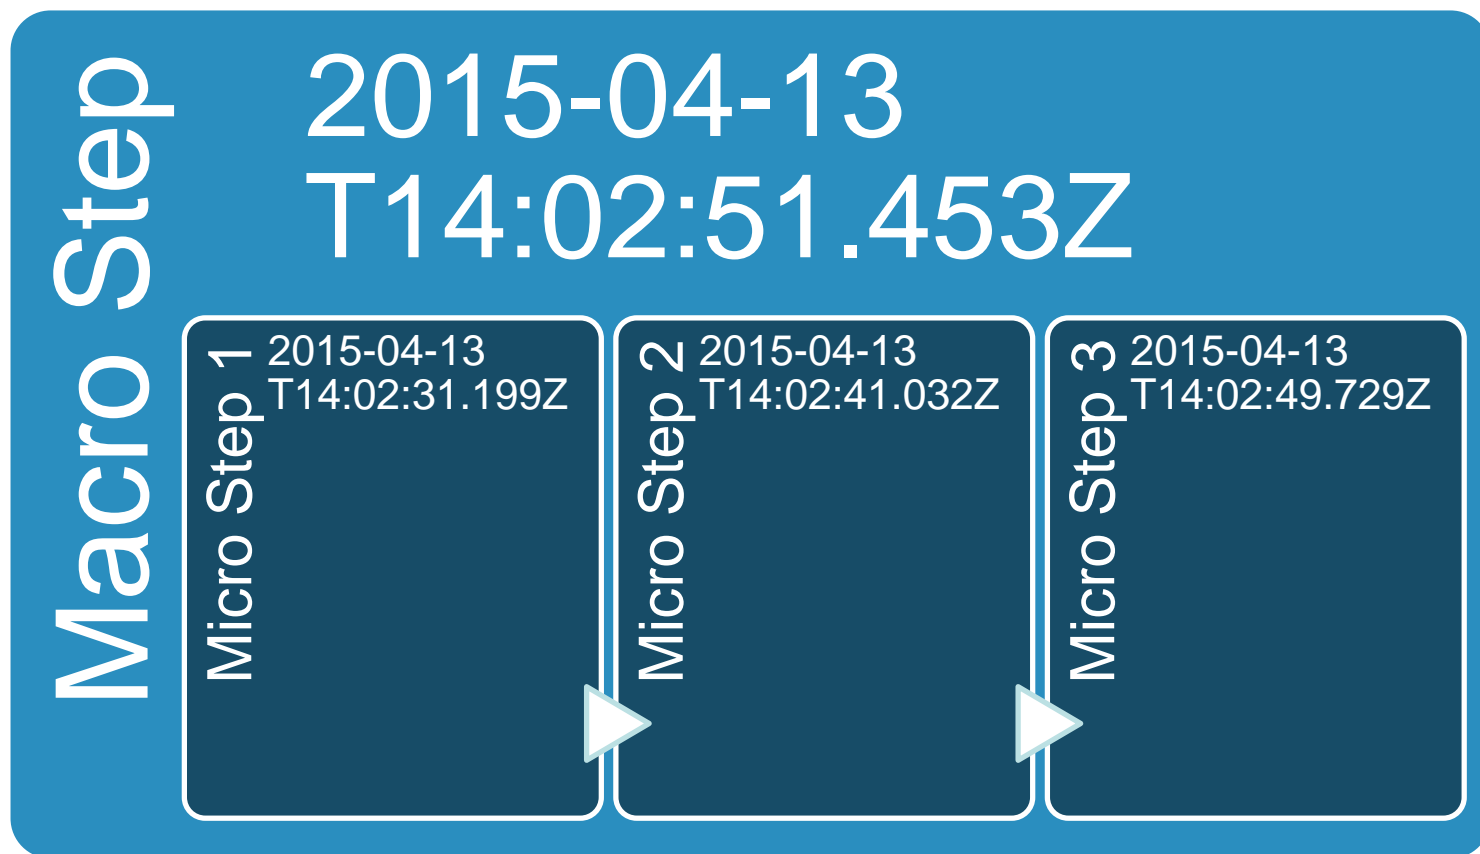 Macro Step
2015-04-13
T14:02:51.453Z
Micro Step 1
2015-04-13
T14:02:31.199Z
Micro Step 2
2015-04-13
T14:02:41.032Z
Micro Step 3
2015-04-13
T14:02:49.729Z